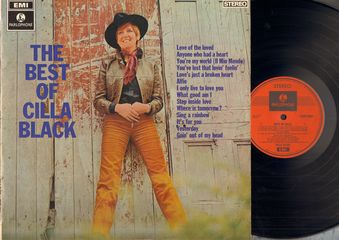 EMI
PARLOPHONE
STEREO
THE
BEST
OF
CILLA
BLACK
Love of the loved
Anyone who had a heart
You're my world (Il Mio Mondo)
You've lost that lovin' feelin'
Love's just a broken heart
Alfie
I only live to love you
What good am I
Step inside love
Where is tomorrow?
Sing a rainbow
It's for you
Yesterday
Goin' out of my head
STEREO